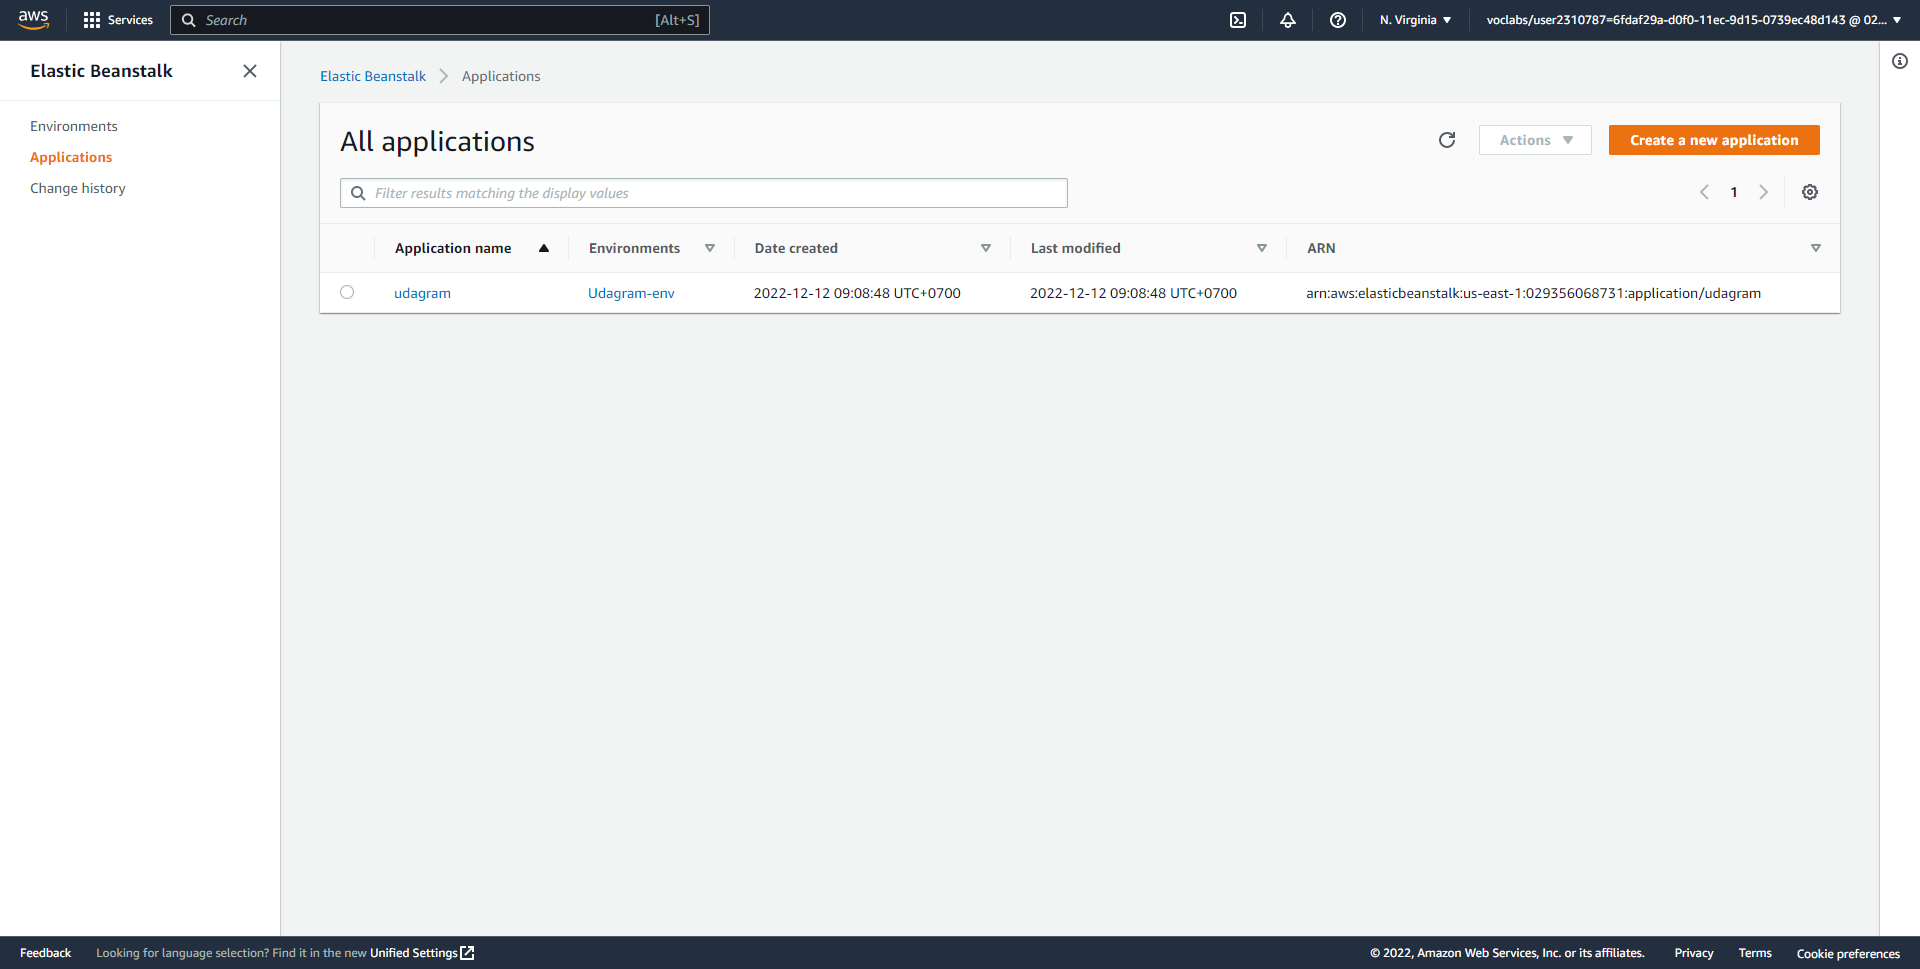 aws Services Search [Alt+S] N. Virginia ▼ voclabs/user2310787=6fdaf29a-d0f0-11ec-9d15-0739ec48d143 @ 02... ▼
Elastic Beanstalk
Environments
Applications
Change history
Elastic Beanstalk > Applications
All applications
Actions ▼ Create a new application
Filter results matching the display values
1
Application name Environments Date created Last modified ARN
udagram Udagram-env 2022-12-12 09:08:48 UTC+0700 2022-12-12 09:08:48 UTC+0700 arn:aws:elasticbeanstalk:us-east-1:029356068731:application/udagram
Feedback Looking for language selection? Find it in the new Unified Settings © 2022, Amazon Web Services, Inc. or its affiliates. Privacy Terms Cookie preferences